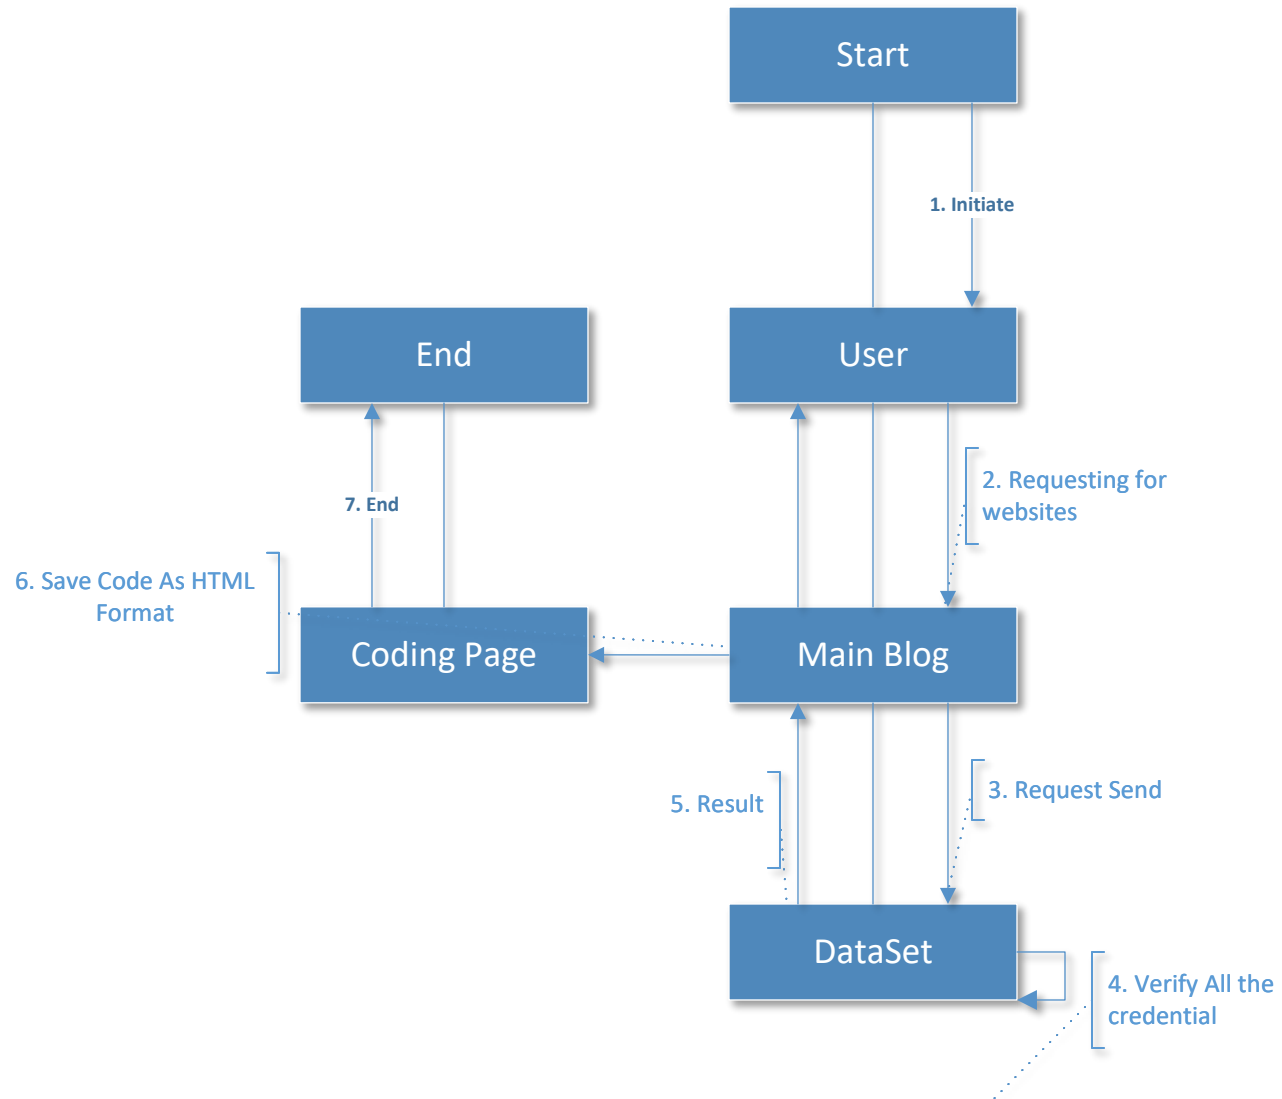 Start
1. Initiate
End
User
2. Requesting for
websites
7. End
6. Save Code As HTML
Format
Coding Page
Main Blog
5. Result
3. Request Send
DataSet
4. Verify All the
credential